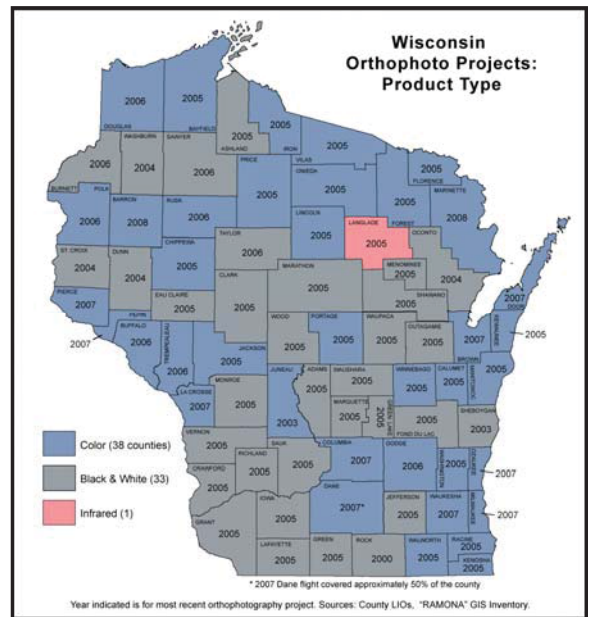 Wisconsin
Orthophoto Projects:
Product Type
2006
DOUGLAS
2005
BAYFIELD
2005
ASHLAND
2005
IRON
2005
VILAS
2006
BURNETT
WASHBURN
2004
SAWYER
2006
PRICE
2005
ONEIDA
2005
2005
FLORENCE
2005
FOREST
MARINETTE
2008
POLK
2006
BARRON
2008
RUSK
2006
LINCOLN
2005
LANGLADE
2005
OCONTO
2004
TAYLOR
2006
CHIPPEWA
2005
ST. CROIX
2004
DUNN
2004
CLARK
2005
MARATHON
2005
MENOMINEE
2005
2005
SHAWANO
2007
DOOR
PIERCE
2007
PEPIN
2007
EAU CLAIRE
2005
BUFFALO
2006
TREMPEALEAU
2006
2005
JACKSON
WOOD
2005
PORTAGE
2005
WAUPACA
2005
OUTAGAMIE
2005
2007
BROWN
KEWAUNEE
2005
LA CROSSE
2007
MONROE
2005
JUNEAU
2003
ADAMS
2005
WAUSHARA
2005
WINNEBAGO
2005
CALUMET
2005
MANITOWOC
2005
MARQUETTE
2005
GREEN LAKE
2005
2005
FOND DU LAC
SHEBOYGAN
2003
VERNON
2005
RICHLAND
2005
SAUK
2005
COLUMBIA
2007
DODGE
2006
WASHINGTON
2005
OZAUKEE
2007
CRAWFORD
2005
GRANT
2005
IOWA
2005
DANE
2007*
JEFFERSON
2005
WAUKESHA
2007
MILWAUKEE
2007
LAFAYETTE
2005
GREEN
2005
ROCK
2000
WALWORTH
2005
RACINE
2005
KENOSHA
2005
Color (38 counties)
Black & White (33)
Infrared (1)
* 2007 Dane flight covered approximately 50% of the county
Year indicated is for most recent orthophotography project. Sources: County LIOs, "RAMONA" GIS Inventory.